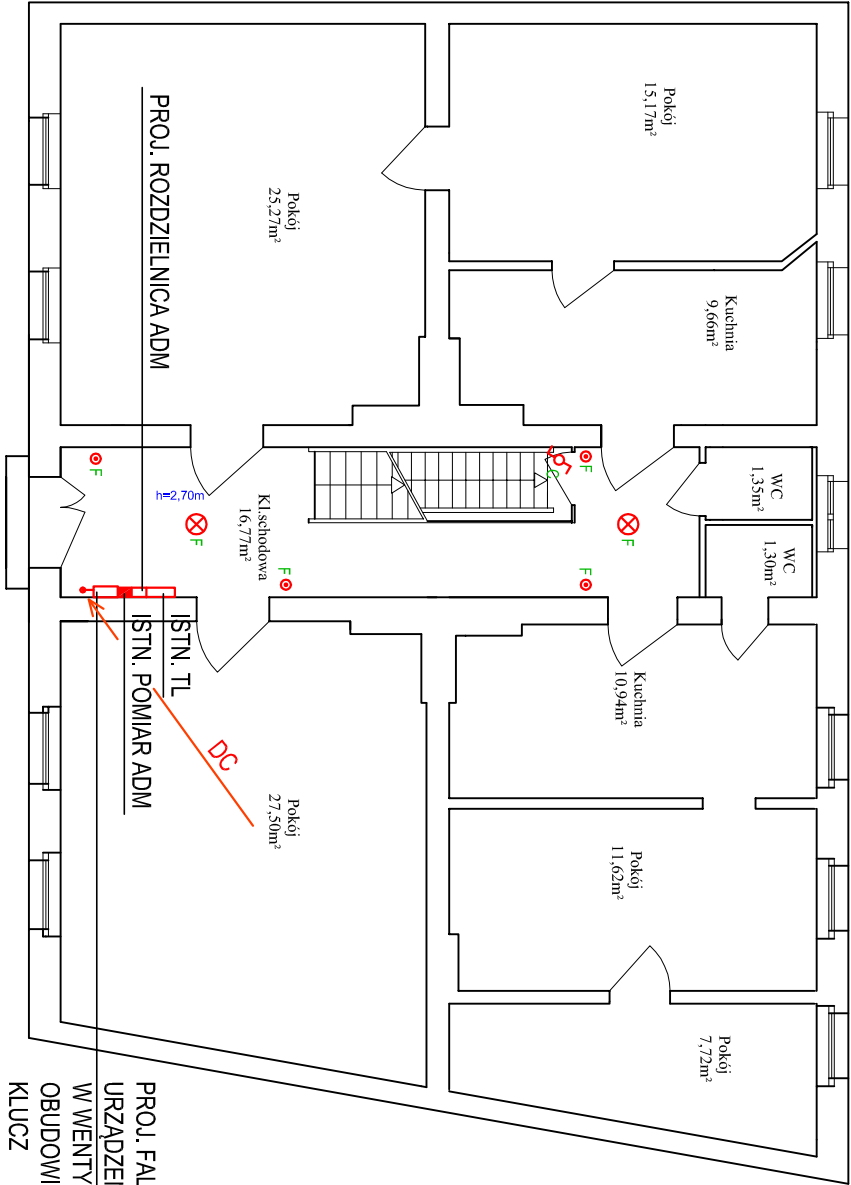 Pokój
15,17m²
Pokój
25,27m²
Kuchnia
9,66m²
PROJ. ROZDZIELNICA ADM
WC
1,35m²
WC
1,30m²
h=2,70m
Kl.schodowa
16,77m²
F
F
F
F
F
F
G
ISTN. TL
ISTN. POMIAR ADM
DC
Kuchnia
10,94m²
Pokój
27,50m²
Pokój
11,62m²
Pokój
7,72m²
PROJ. FAL
URZĄDZEI
W WENTY
OBUDOWI
KLUCZ